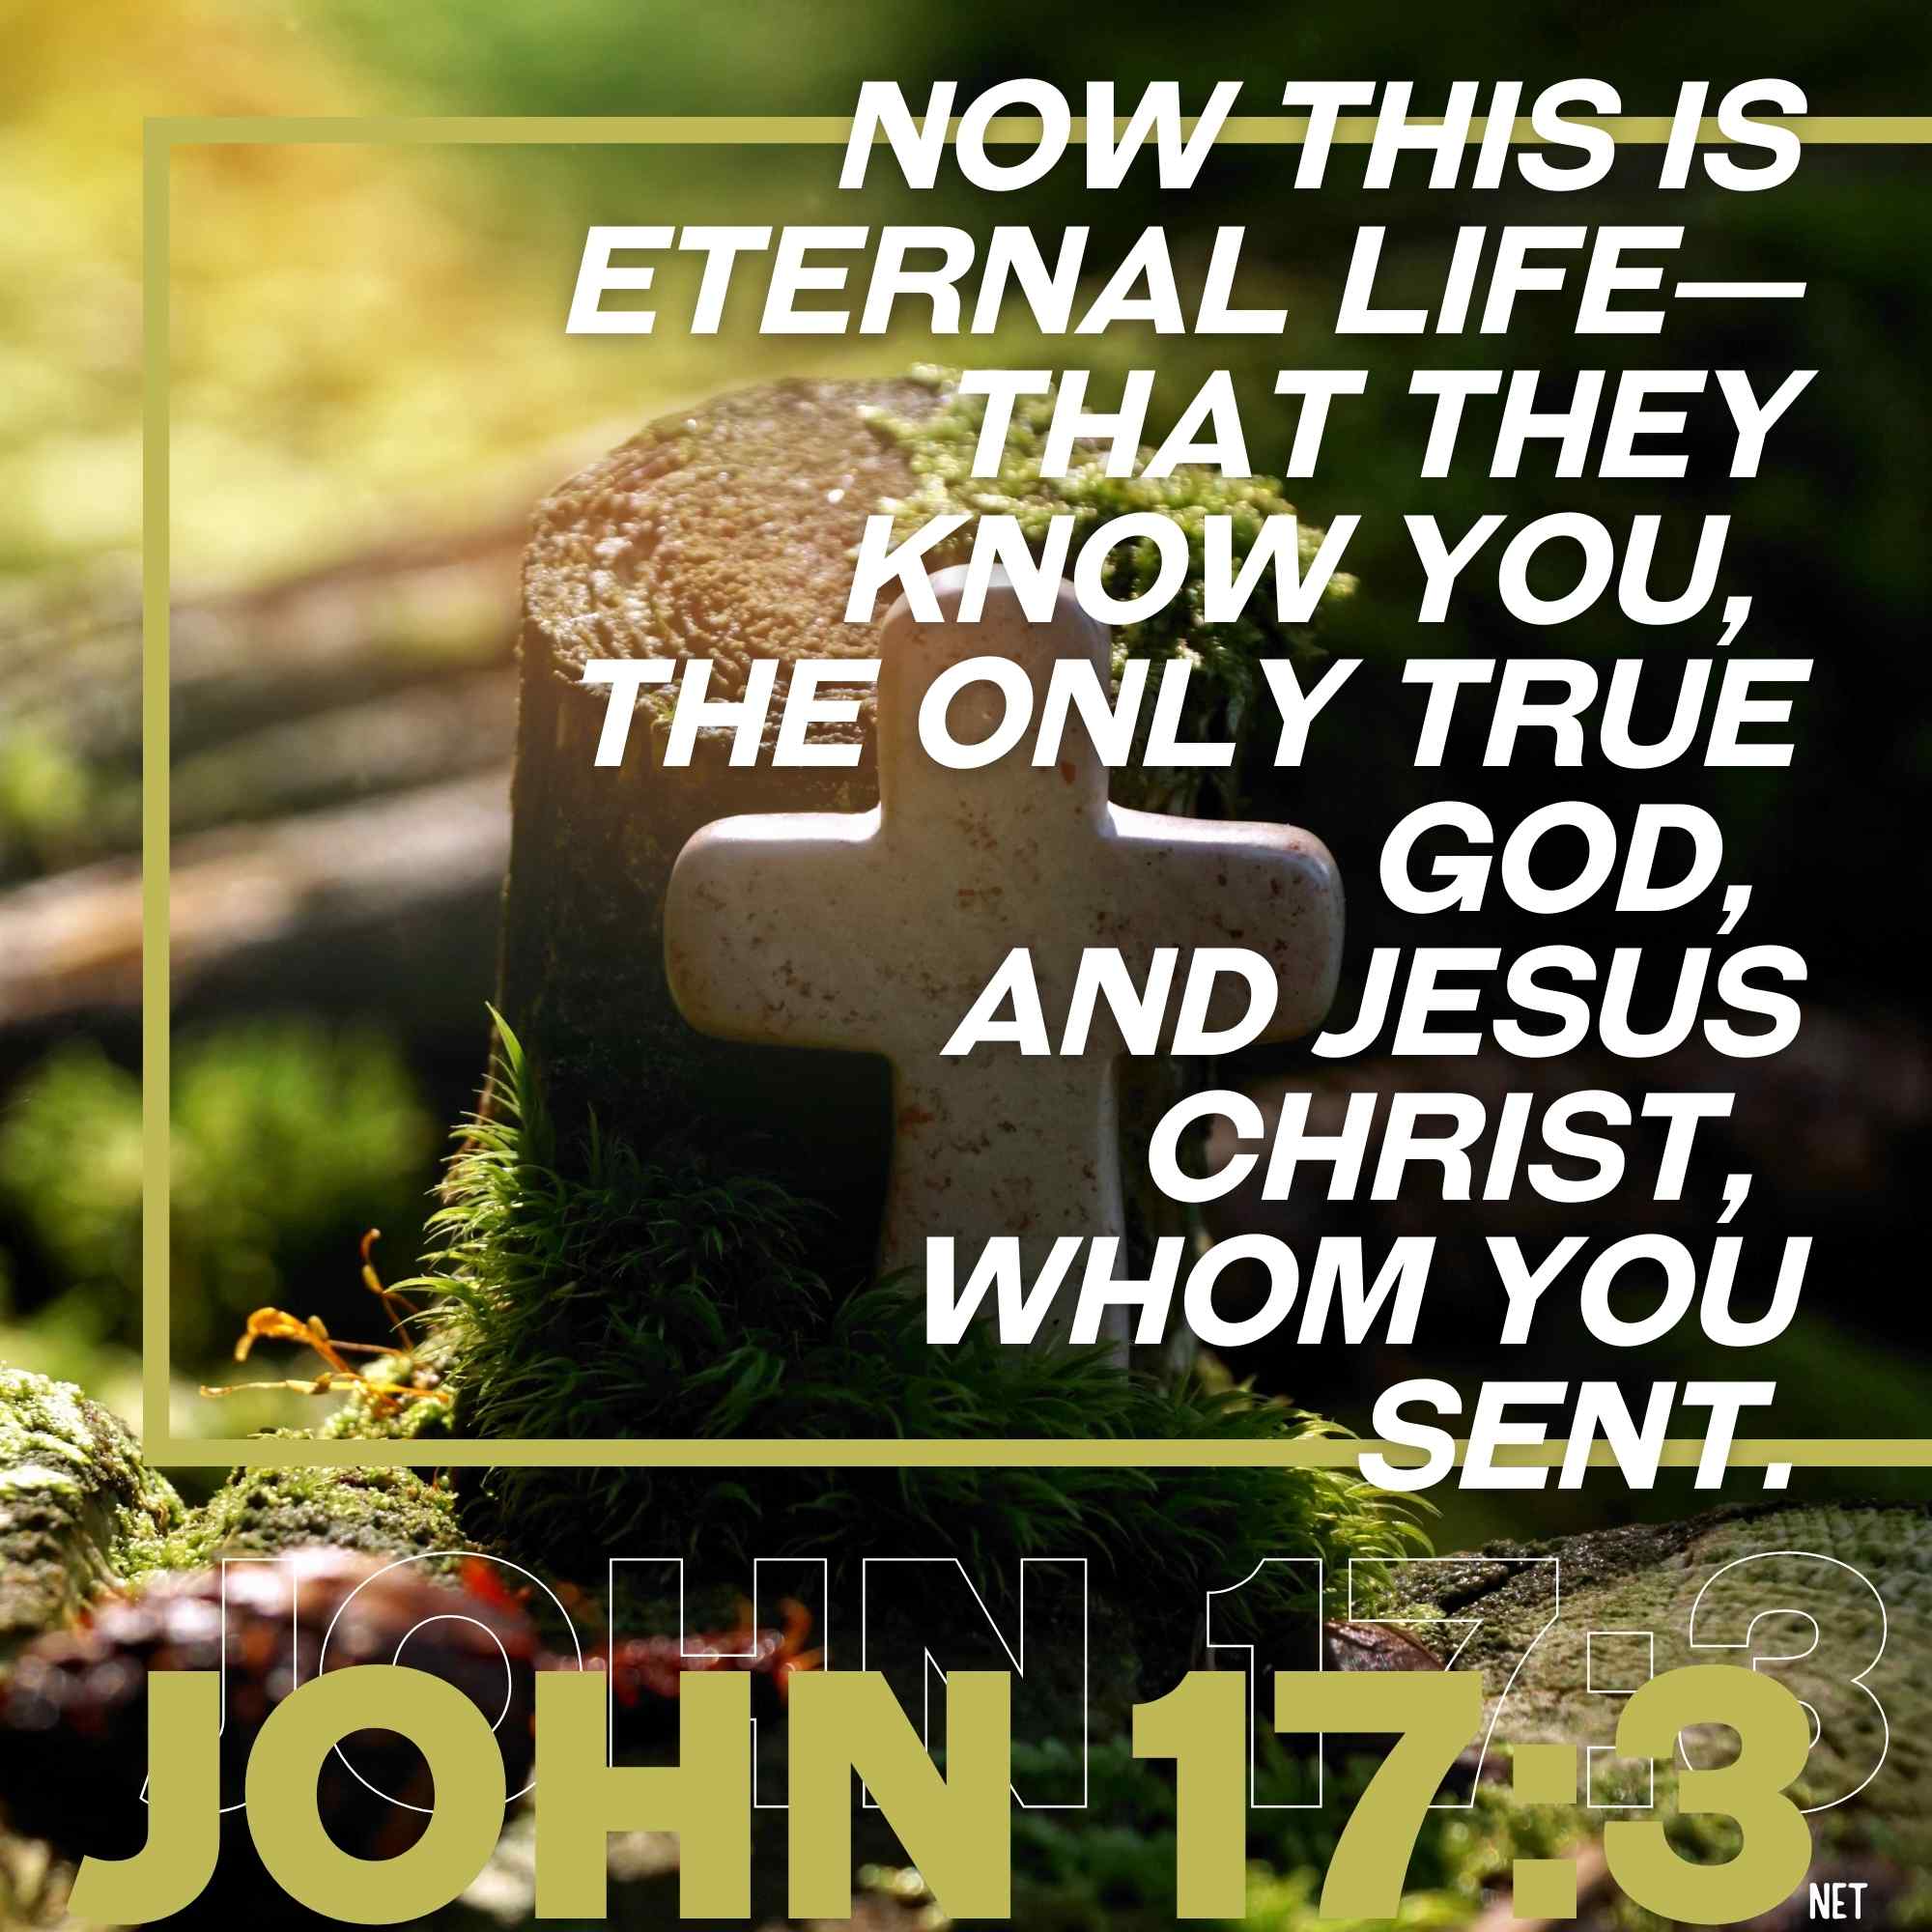 NOW THIS IS
ETERNAL LIFE—
THAT THEY
KNOW YOU,
THE ONLY TRUE
GOD,
AND JESUS
CHRIST,
WHOM YOU
SENT.
JOHN 17:3
JOHN 17:3
NET